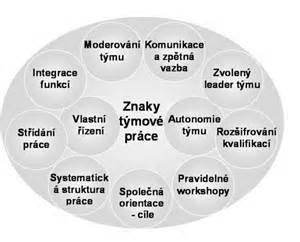 Moderování
týmu
Komunikace
a zpětná
vazba
Integrace
funkcí
Zvolený
leader týmu
Znaky
týmové
práce
Vlastní
řízení
Autonomie
týmu
Střídání
práce
Rozšifrování
kvalifikací
Systematick
á struktura
práce
Společná
orientace
- cíle
Pravidelné
workshopy